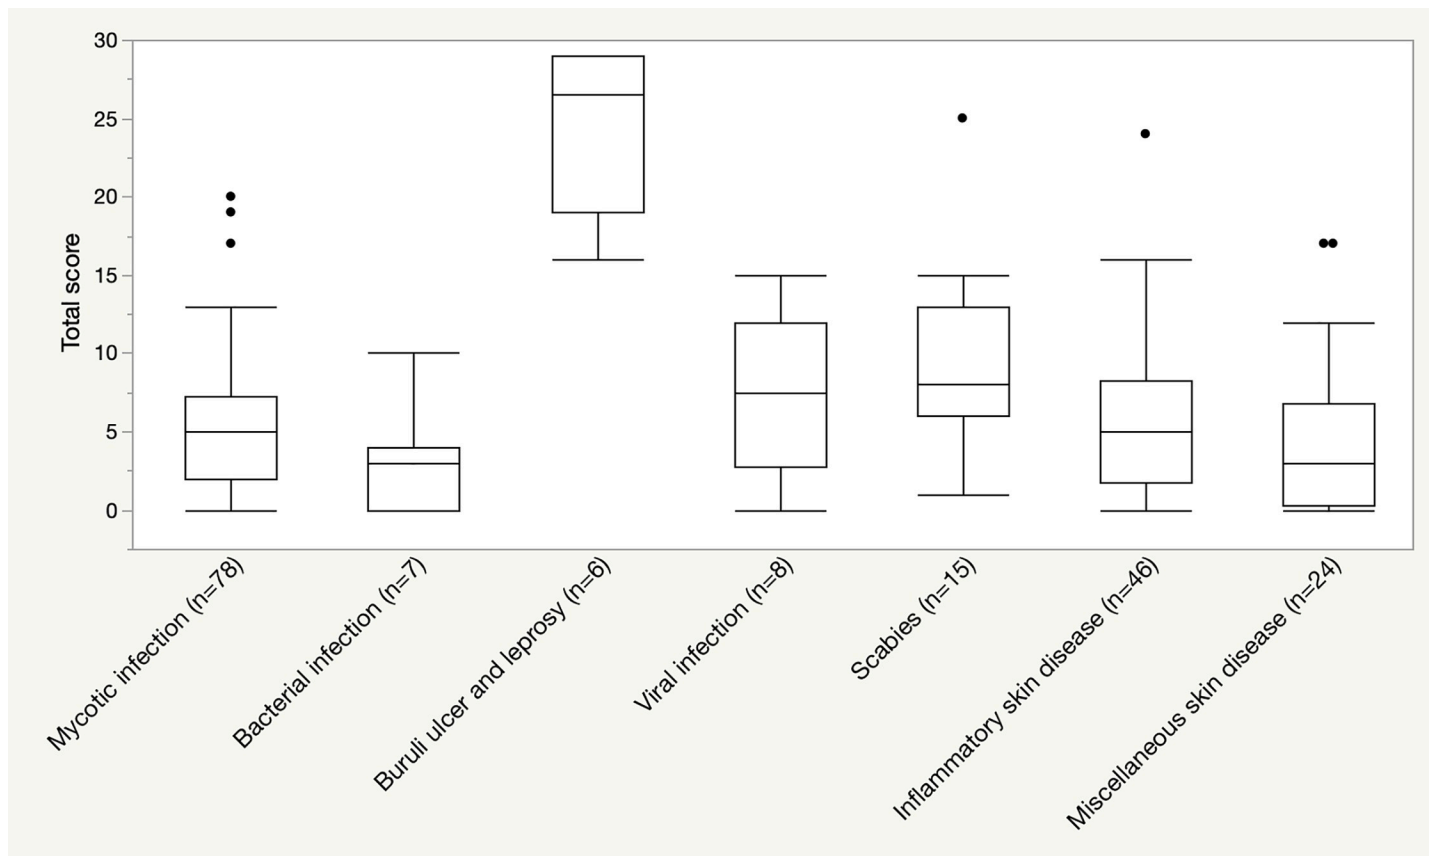 Total score
30
25
20
15
10
5
0
Mycotic infection (n=78)
Bacterial infection (n=7)
Buruli ulcer and leprosy (n=6)
Viral infection (n=8)
Scabies (n=15)
Inflammatory skin disease (n=46)
Miscellaneous skin disease (n=24)